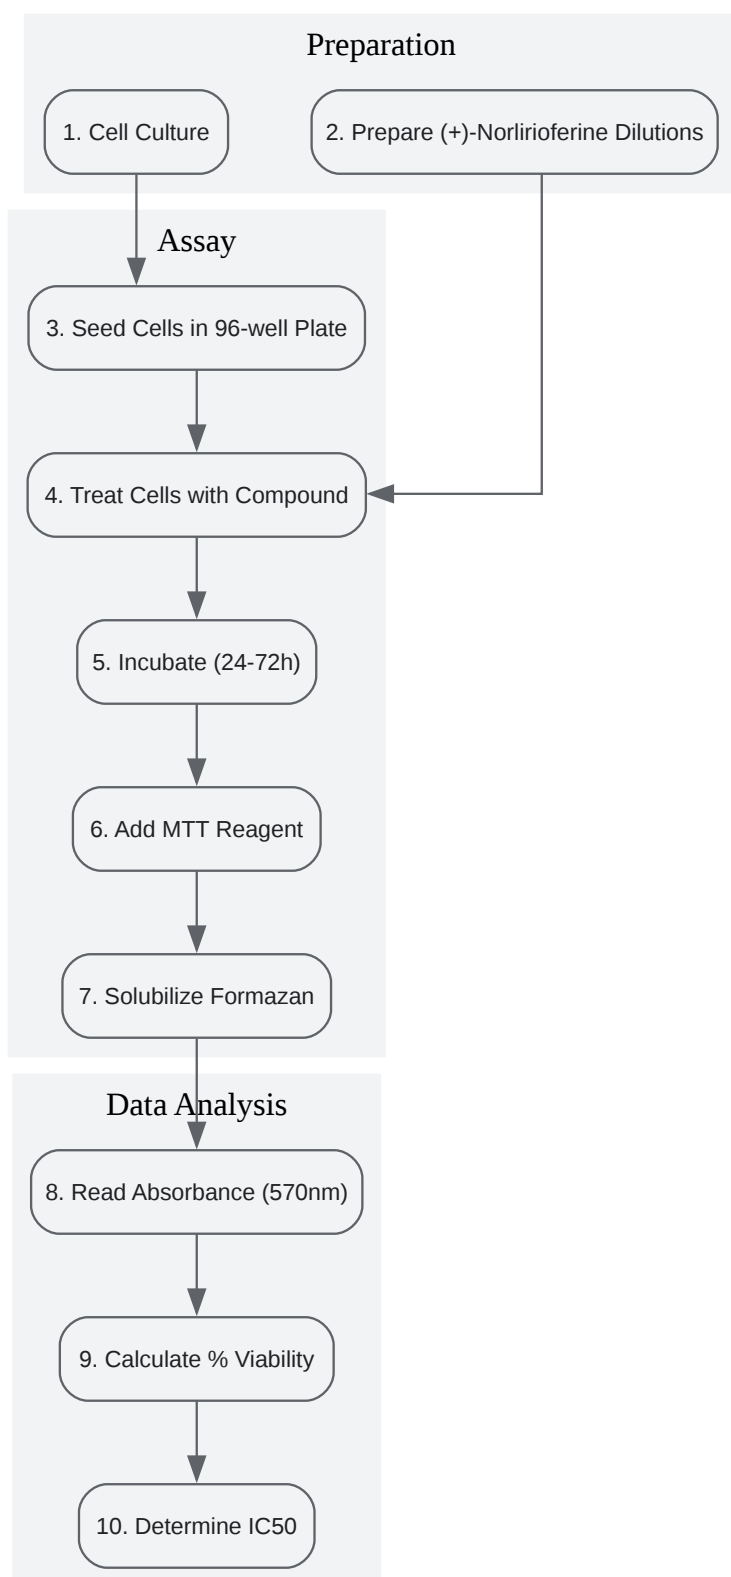 Preparation
1. Cell Culture
2. Prepare (+)-Norlirioferine Dilutions
Assay
3. Seed Cells in 96-well Plate
4. Treat Cells with Compound
5. Incubate (24-72h)
6. Add MTT Reagent
7. Solubilize Formazan
Data Analysis
8. Read Absorbance (570nm)
9. Calculate % Viability
10. Determine IC50